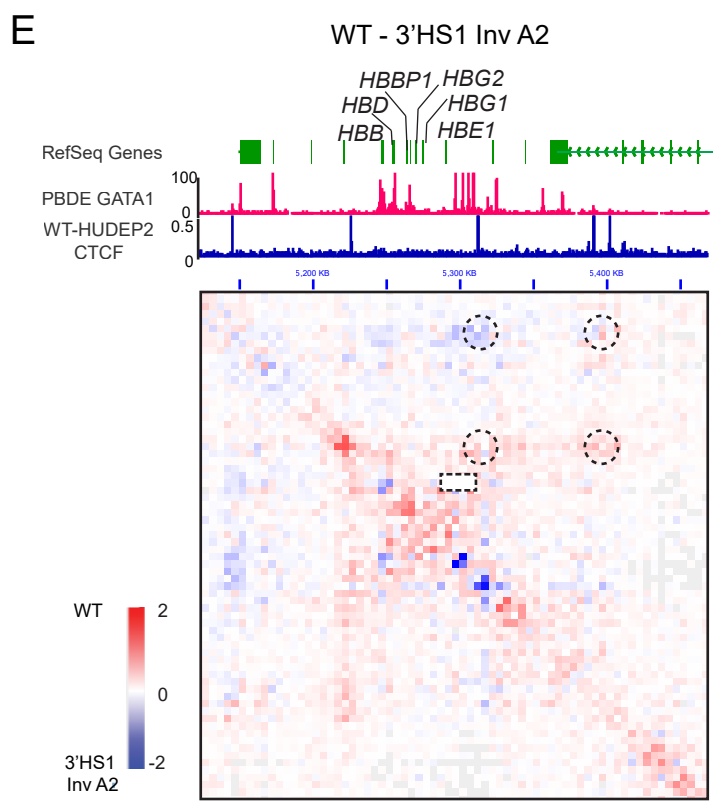 E
WT - 3'HS1 Inv A2
HBBP1 HBG2
HBD HBG1
HBB HBE1
RefSeq Genes
PBDE GATA1
100
0
WT-HUDEP2
CTCF
0.5
0
5,200 KB 5,300 KB 5,400 KB
WT
2
0
3'HS1
Inv A2
-2